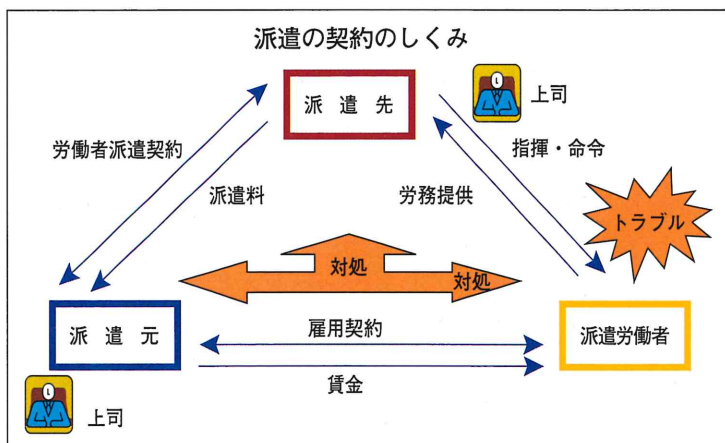 派遣の契約のしくみ
派遣先
上司
労働者派遣契約
指揮・命令
派遣料
労務提供
トラブル
対処
対処
派遣元
雇用契約
派遣労働者
賃金
上司